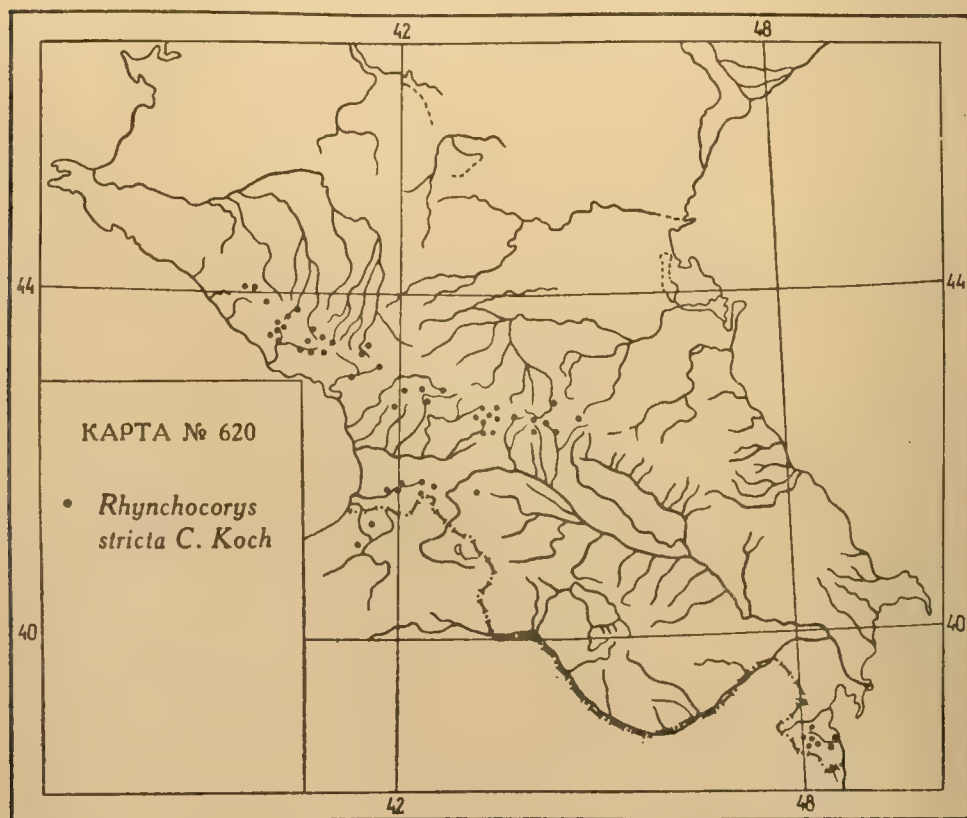 42 48
44 44
КАРТА № 620
• Rhynchocorys
stricta C. Koch
40 40
42 48